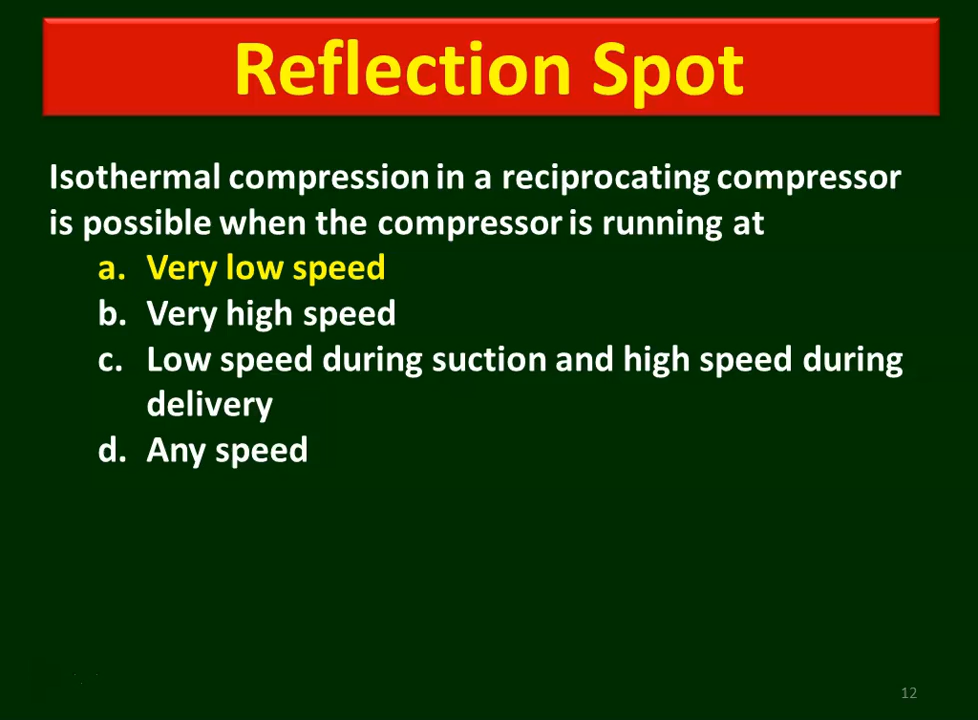 Reflection Spot
Isothermal compression in a reciprocating compressor
is possible when the compressor is running at
a. Very low speed
b. Very high speed
c. Low speed during suction and high speed during
delivery
d. Any speed
12